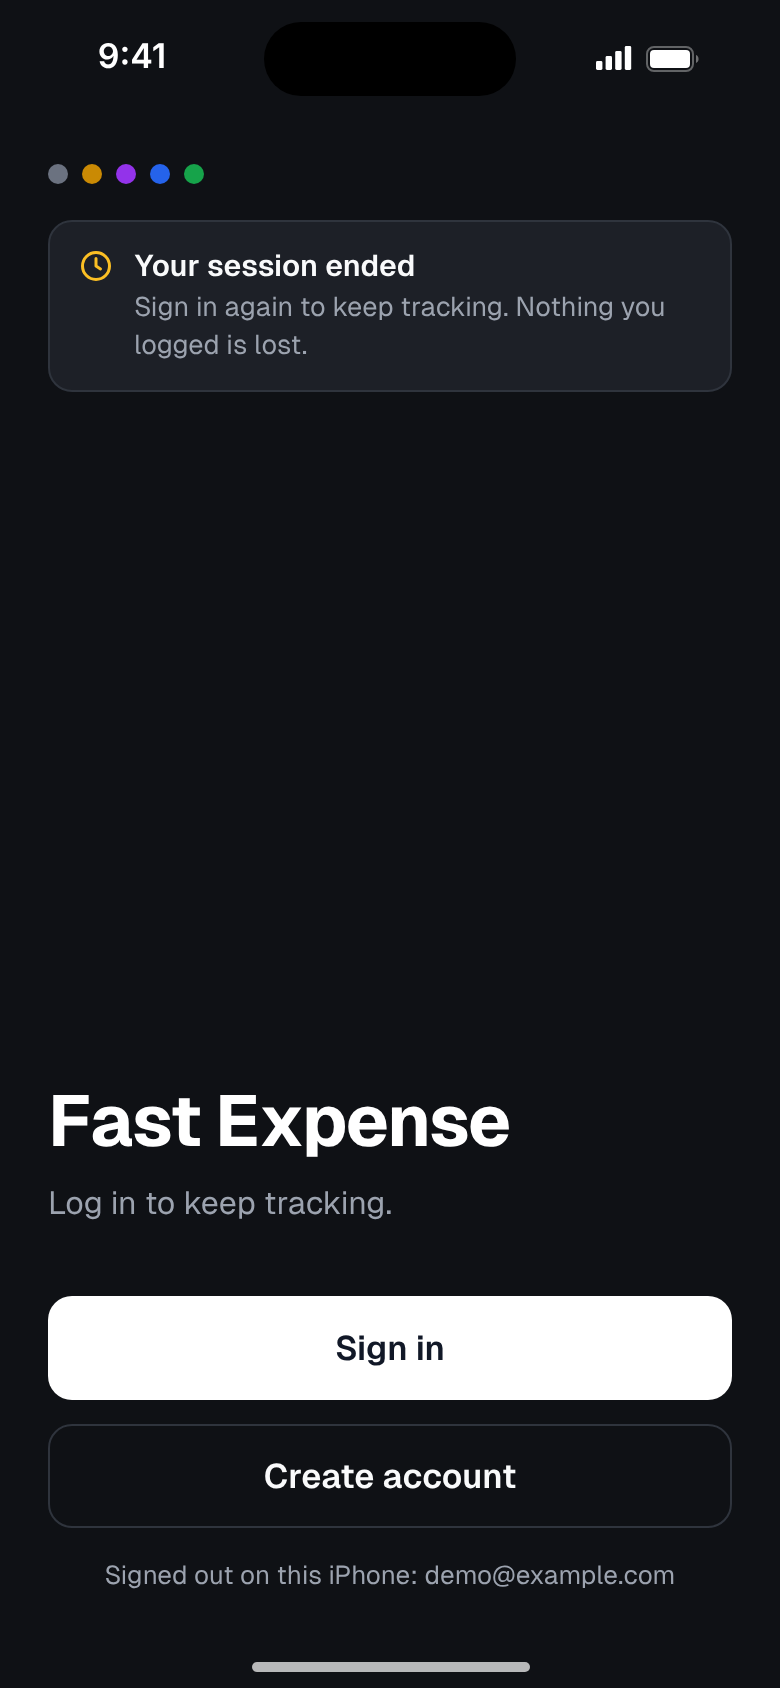 9:41
Your session ended
Sign in again to keep tracking. Nothing you
logged is lost.
Fast Expense
Log in to keep tracking.
Sign in
Create account
Signed out on this iPhone: demo@example.com